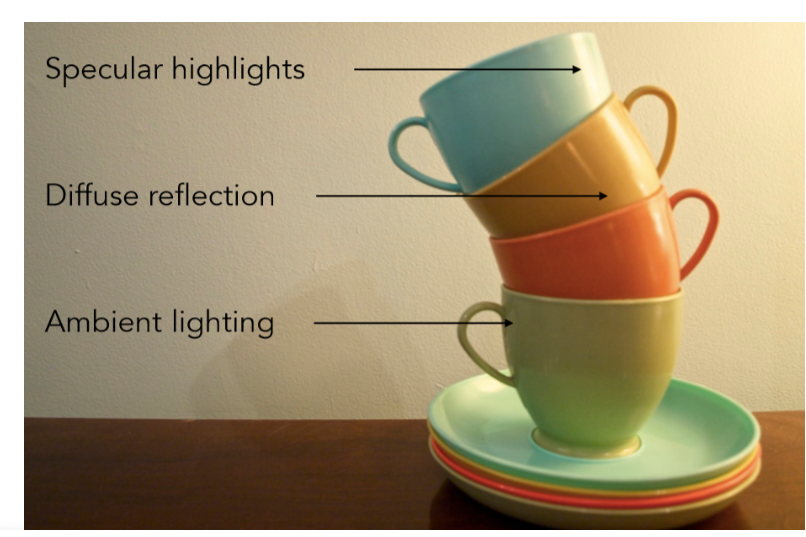 Specular highlights
Diffuse reflection
Ambient lighting